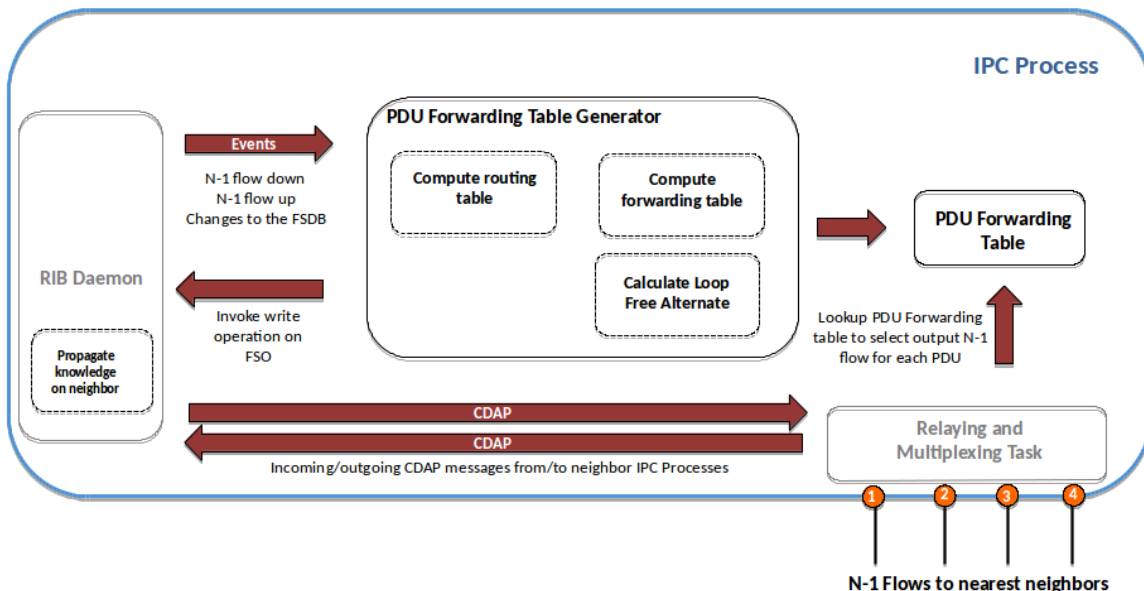 IPC Process
PDU Forwarding Table Generator
Events
N-1 flow down
N-1 flow up
Changes to the FSDB
Compute routing
table
Compute
forwarding table
PDU Forwarding
Table
RIB Daemon
Calculate Loop
Free Alternate
Invoke write
operation on
FSO
Lookup PDU Forwarding
table to select output N-1
flow for each PDU
Propagate
knowledge
on neighbor
CDAP
CDAP
Incoming/outgoing CDAP messages from/to neighbor IPC Processes
Relaying and
Multiplexing Task
1 2 3 4
N-1 Flows to nearest neighbors